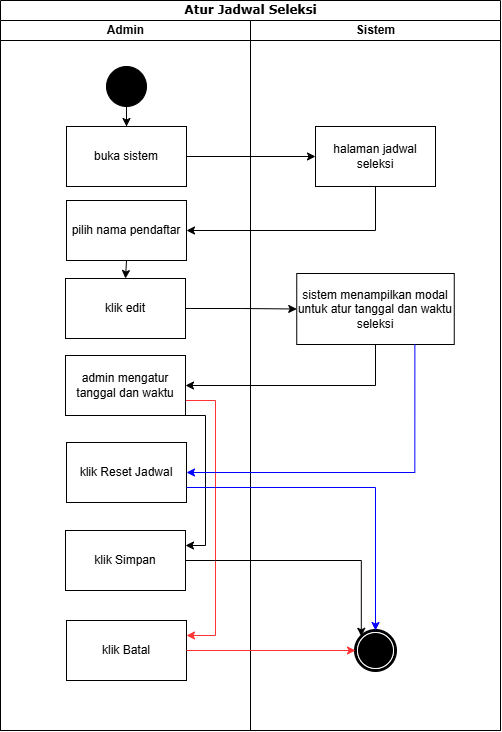 Atur Jadwal Seleksi
Admin
Sistem
buka sistem
halaman jadwal
seleksi
pilih nama pendaftar
klik edit
sistem menampilkan modal
untuk atur tanggal dan waktu
seleksi
admin mengatur
tanggal dan waktu
klik Reset Jadwal
klik Simpan
klik Batal